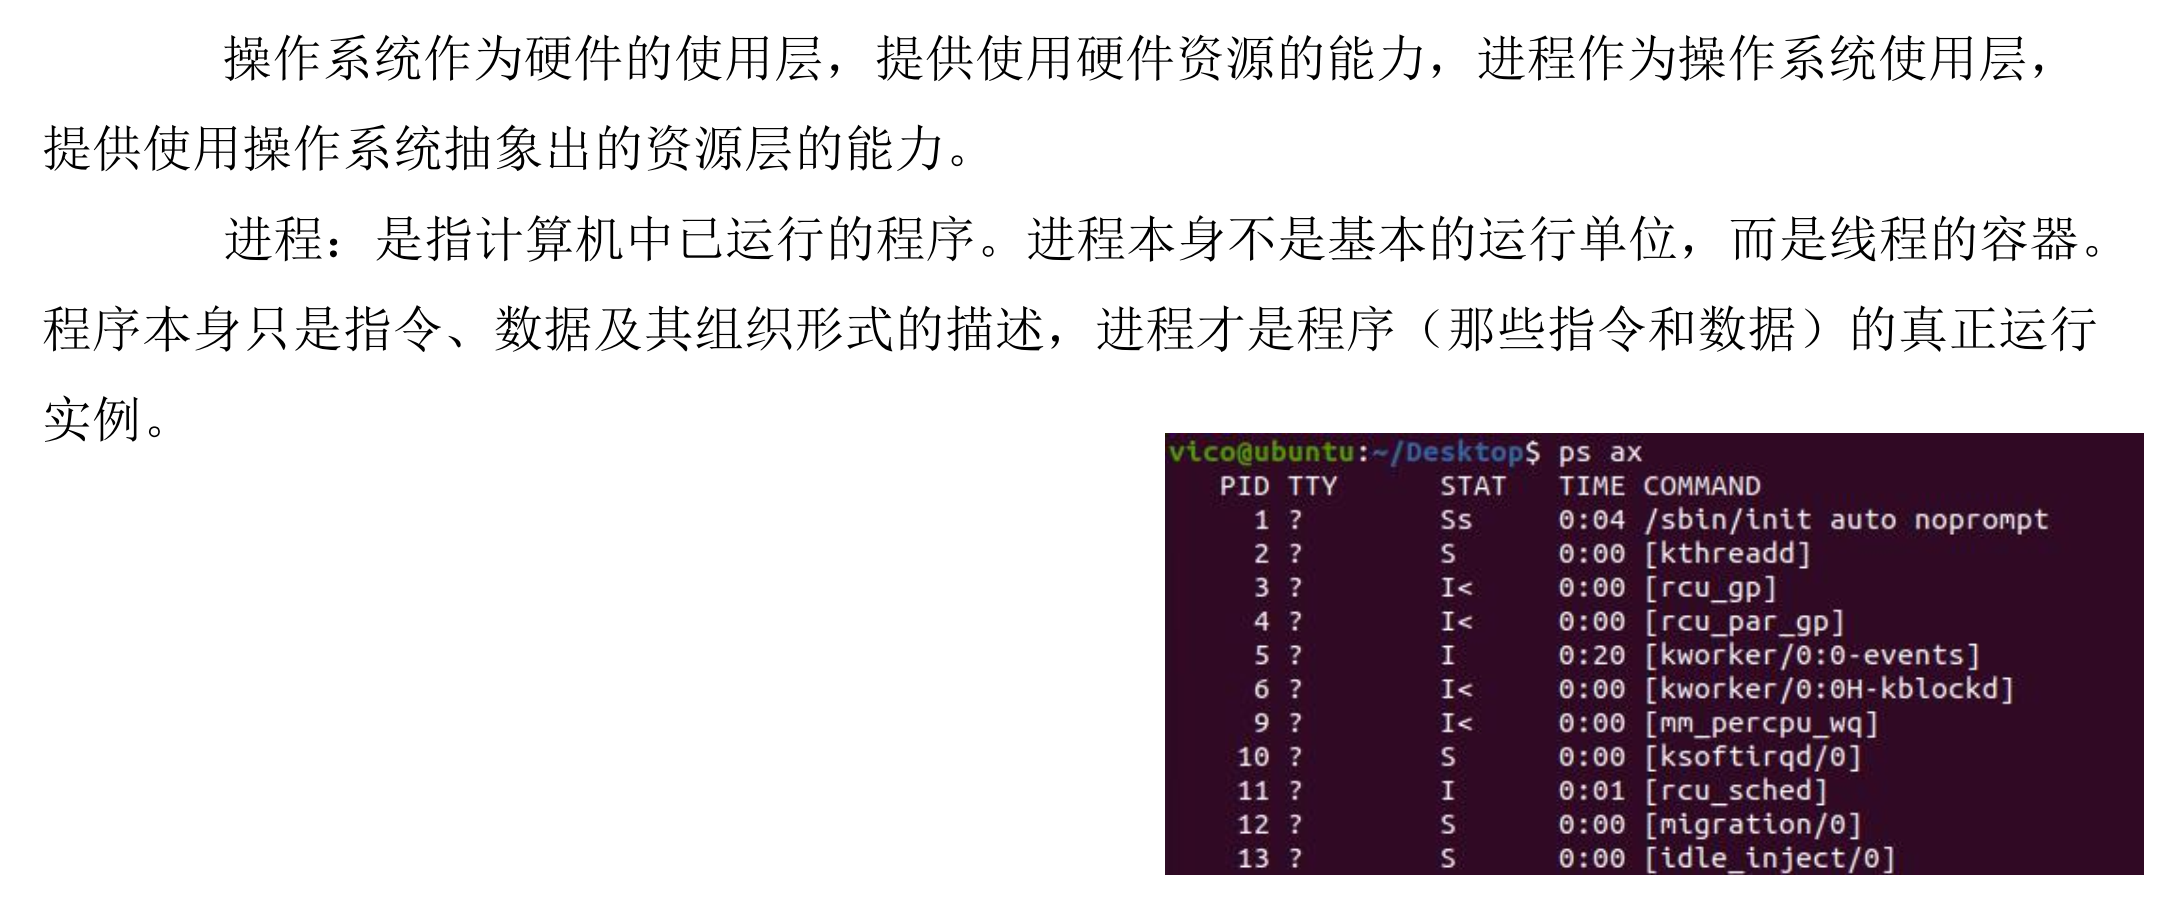 操作系统作为硬件的使用层，提供使用硬件资源的能力，进程作为操作系统使用层，
提供使用操作系统抽象出的资源层的能力。
进程：是指计算机中已运行的程序。进程本身不是基本的运行单位，而是线程的容器。
程序本身只是指令、数据及其组织形式的描述，进程才是程序（那些指令和数据）的真正运行
实例。
vico@ubuntu:~/Desktop$ ps ax
PID TTY STAT TIME COMMAND
1 ? Ss 0:04 /sbin/init auto noprompt
2 ? S 0:00 [kthreadd]
3 ? I< 0:00 [rcu_gp]
4 ? I< 0:00 [rcu_par_gp]
5 ? I 0:20 [kworker/0:0-events]
6 ? I< 0:00 [kworker/0:0H-kblockd]
9 ? I< 0:00 [mm_percpu_wq]
10 ? S 0:00 [ksoftirqd/0]
11 ? I 0:01 [rcu_sched]
12 ? S 0:00 [migration/0]
13 ? S 0:00 [idle_inject/0]